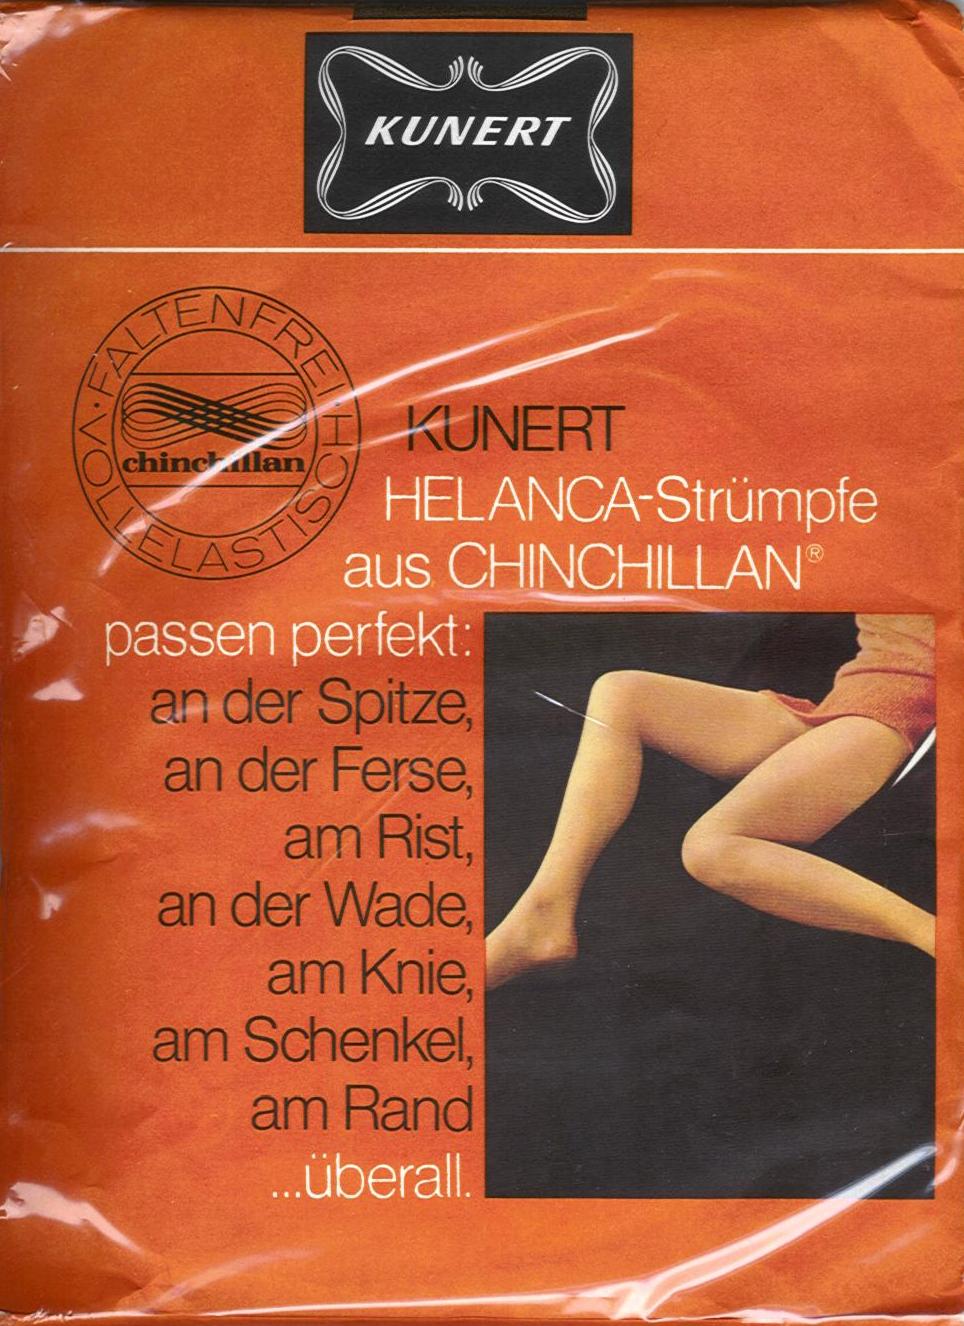 KUNERT
FALTENFREI · VOLLELASTISCH ·
chinchillan
KUNERT
HELANCA-Strümpfe
aus CHINCHILLAN®
passen perfekt:
an der Spitze,
an der Ferse,
am Rist,
an der Wade,
am Knie,
am Schenkel,
am Rand
...überall.